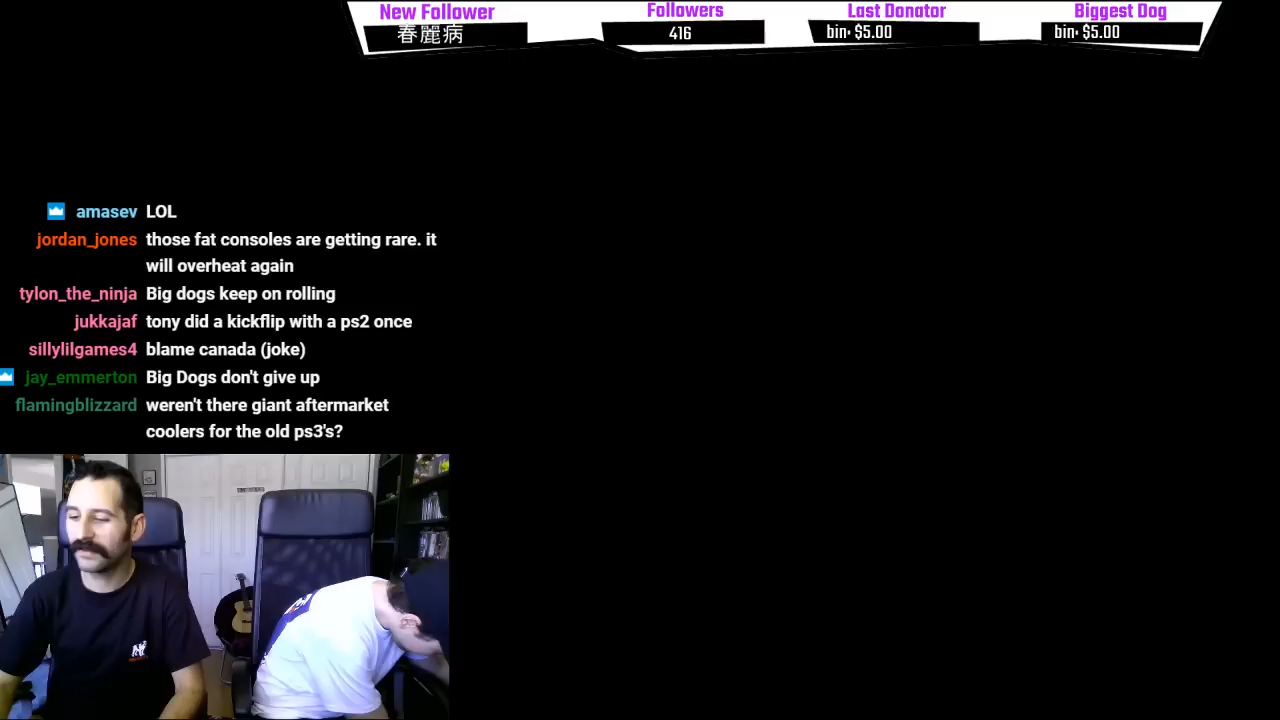 New Follower
春麗病
Followers
416
Last Donator
bin: $5.00
Biggest Dog
bin: $5.00
amasev LOL
jordan_jones those fat consoles are getting rare. it
will overheat again
tylon_the_ninja Big dogs keep on rolling
jukkajaf tony did a kickflip with a ps2 once
sillylilgames4 blame canada (joke)
jay_emmerton Big Dogs don't give up
flamingblizzard weren't there giant aftermarket
coolers for the old ps3's?